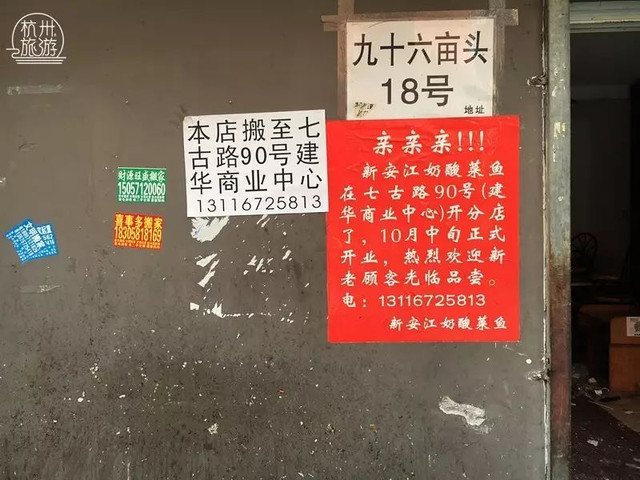 杭州
旅游
九十六亩头
18号
地址
本店搬至七
古路90号建
华商业中心
13116725813
亲亲亲!!!
新安江奶酸菜鱼
在七古路90号(建
华商业中心)开分店
了，10月中旬正式
开业，热烈欢迎新
老顾客光临品尝。
电：13116725813
新安江奶酸菜鱼
财源旺盛搬家
15057120060
喜事多搬家
18305818169